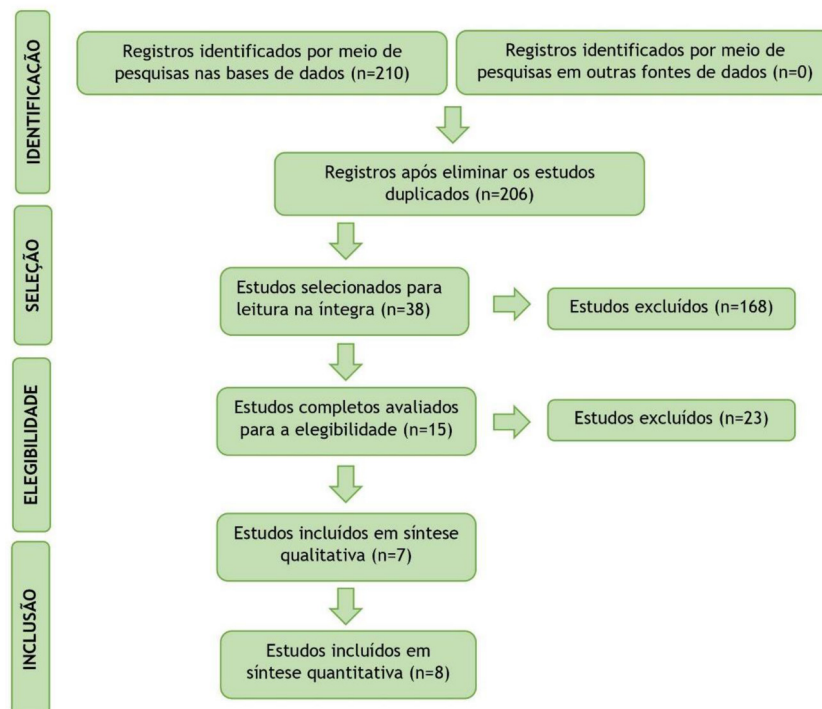 IDENTIFICAÇÃO
Registros identificados por meio de
pesquisas nas bases de dados (n=210)
Registros identificados por meio de
pesquisas em outras fontes de dados (n=0)
Registros após eliminar os estudos
duplicados (n=206)
SELEÇÃO
Estudos selecionados para
leitura na íntegra (n=38)
Estudos excluídos (n=168)
ELEGIBILIDADE
Estudos completos avaliados
para a elegibilidade (n=15)
Estudos excluídos (n=23)
Estudos incluídos em síntese
qualitativa (n=7)
INCLUSÃO
Estudos incluídos em
síntese quantitativa (n=8)